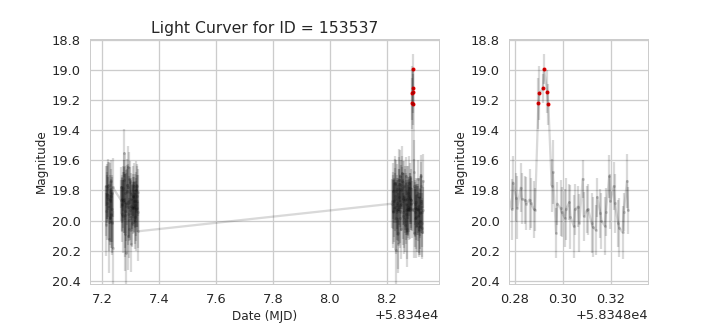 Light Curver for ID = 153537
Magnitude
18.8
19.0
19.2
19.4
19.6
19.8
20.0
20.2
20.4
7.2 7.4 7.6 7.8 8.0 8.2
Date (MJD)
+5.834e4
Magnitude
18.8
19.0
19.2
19.4
19.6
19.8
20.0
20.2
20.4
0.28 0.30 0.32
+5.8348e4